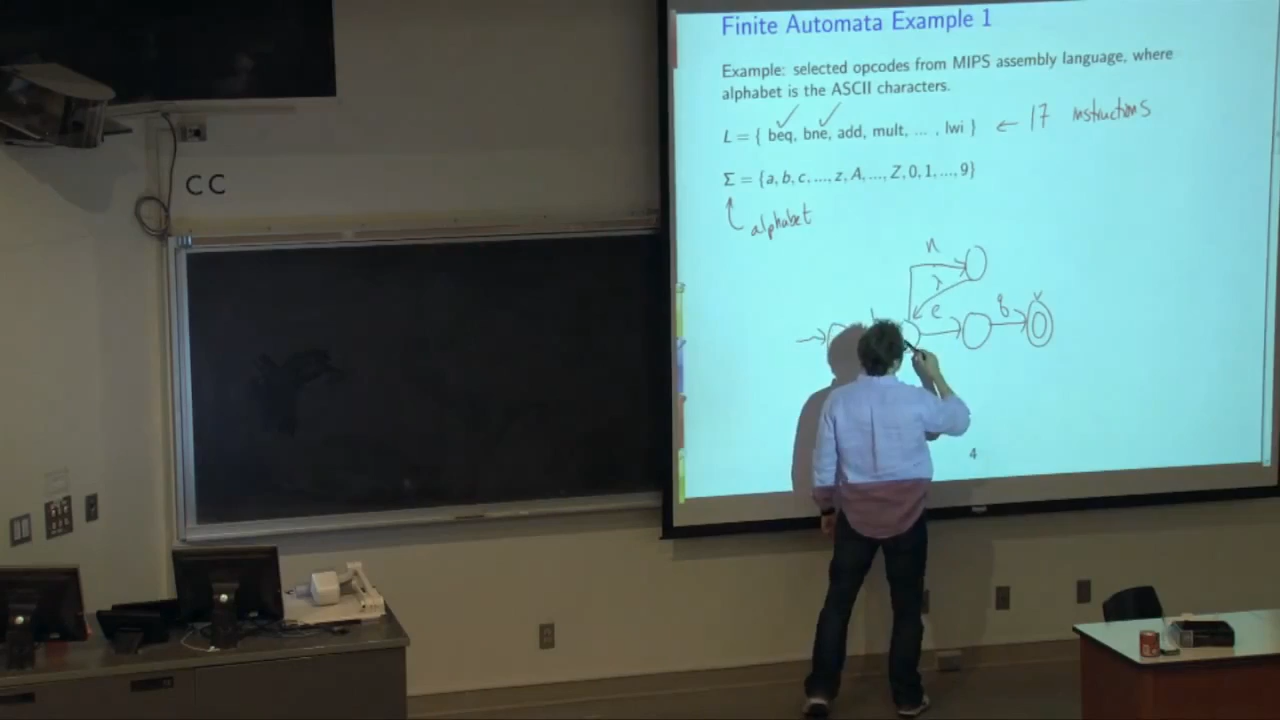 Finite Automata Example 1
Example: selected opcodes from MIPS assembly language, where
alphabet is the ASCII characters.
L = { beq, bne, add, mult, ... , lwi } ← 17 instructions
Σ = {a, b, c, ..., z, A, ..., Z, 0, 1, ..., 9}
CC
alphabet
n
λ
e
q
4